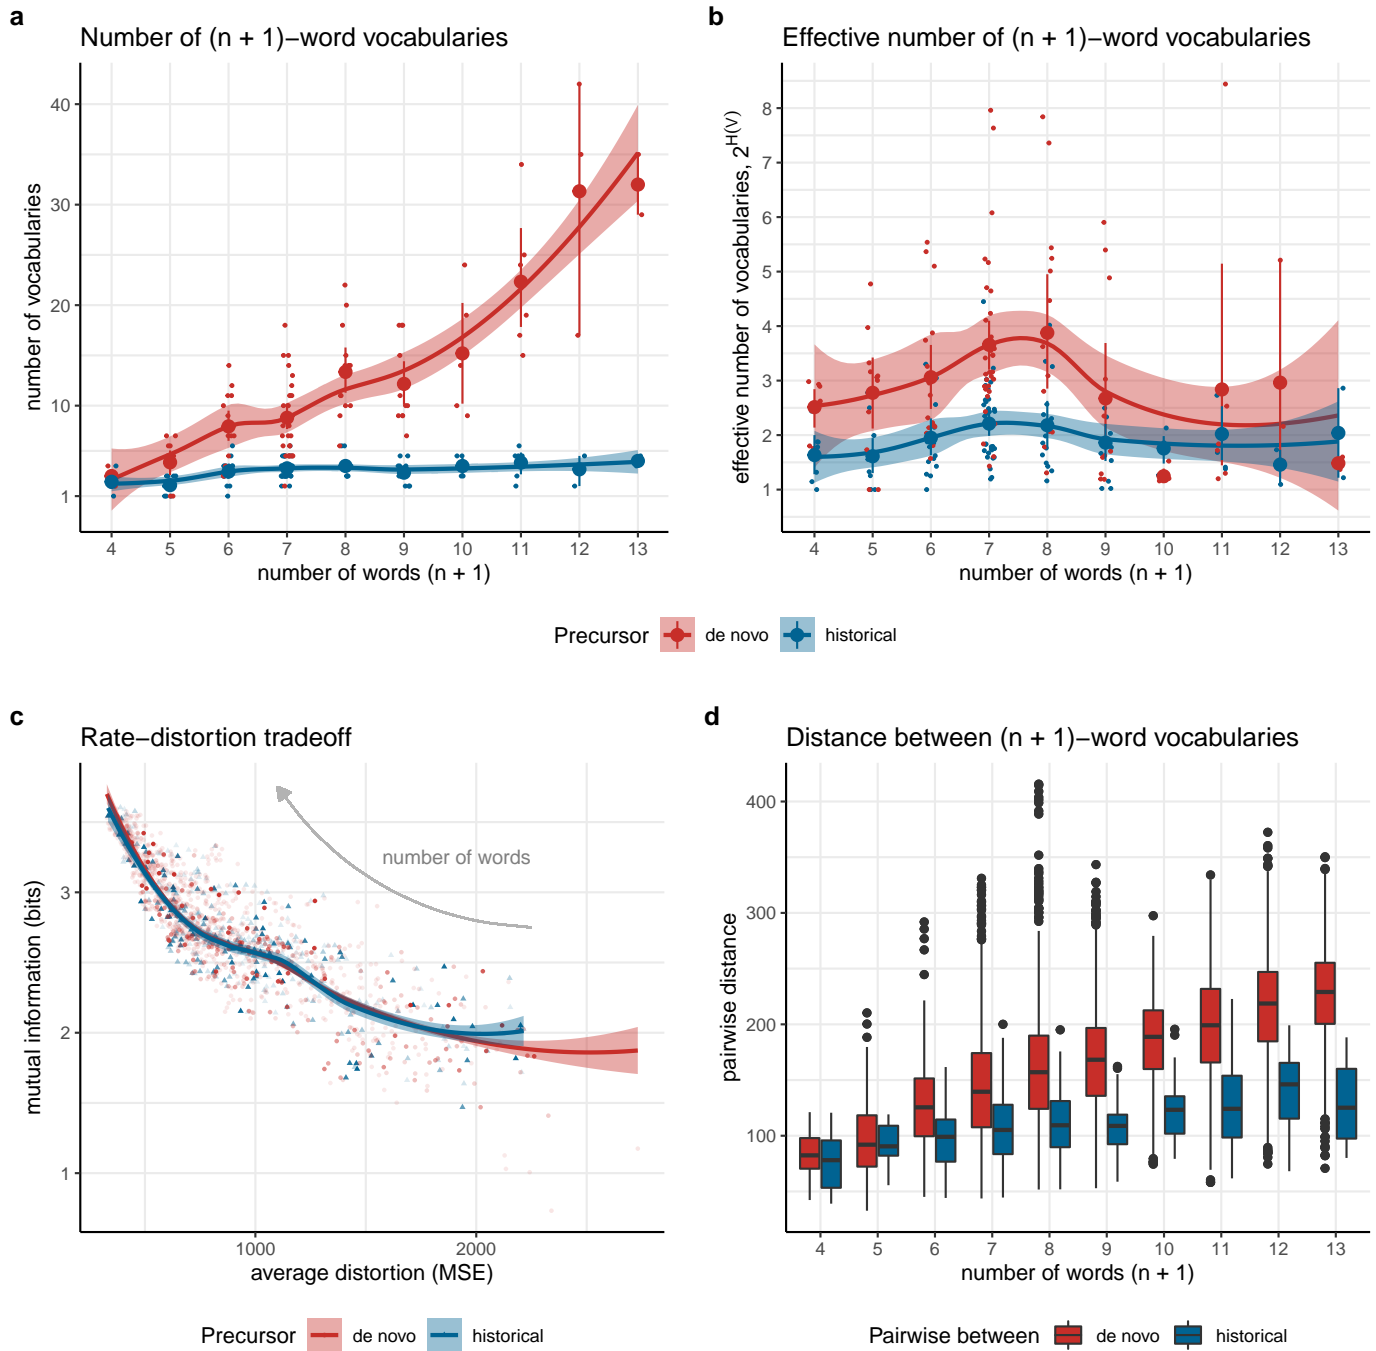 a
Number of (n + 1)−word vocabularies
number of vocabularies
40
30
20
10
1
4 5 6 7 8 9 10 11 12 13
number of words (n + 1)
b
Effective number of (n + 1)−word vocabularies
effective number of vocabularies, 2^H(V)
8
7
6
5
4
3
2
1
4 5 6 7 8 9 10 11 12 13
number of words (n + 1)
Precursor de novo historical
c
Rate−distortion tradeoff
mutual information (bits)
number of words
3
2
1
1000 2000
average distortion (MSE)
Precursor de novo historical
d
Distance between (n + 1)−word vocabularies
pairwise distance
400
300
200
100
4 5 6 7 8 9 10 11 12 13
number of words (n + 1)
Pairwise between de novo historical